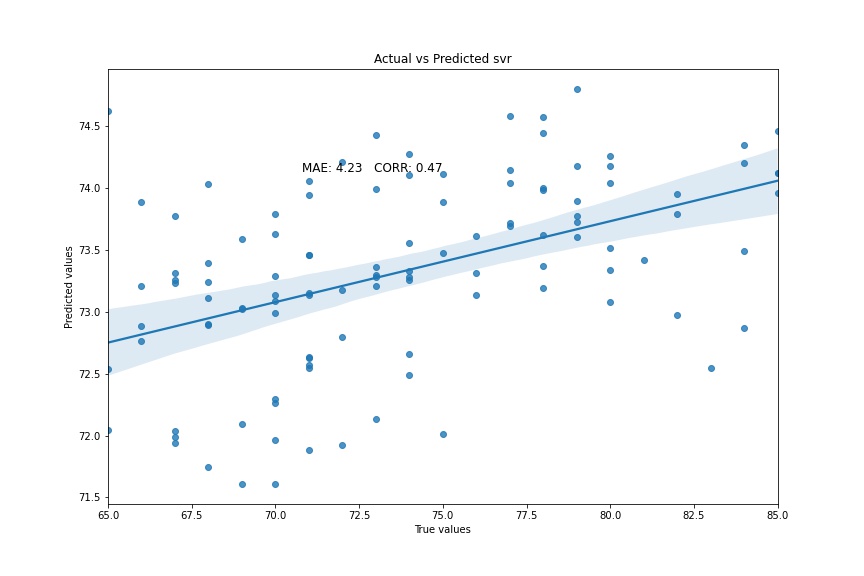 Actual vs Predicted svr
MAE: 4.23   CORR: 0.47
Predicted values
74.5
74.0
73.5
73.0
72.5
72.0
71.5
65.0 67.5 70.0 72.5 75.0 77.5 80.0 82.5 85.0
True values